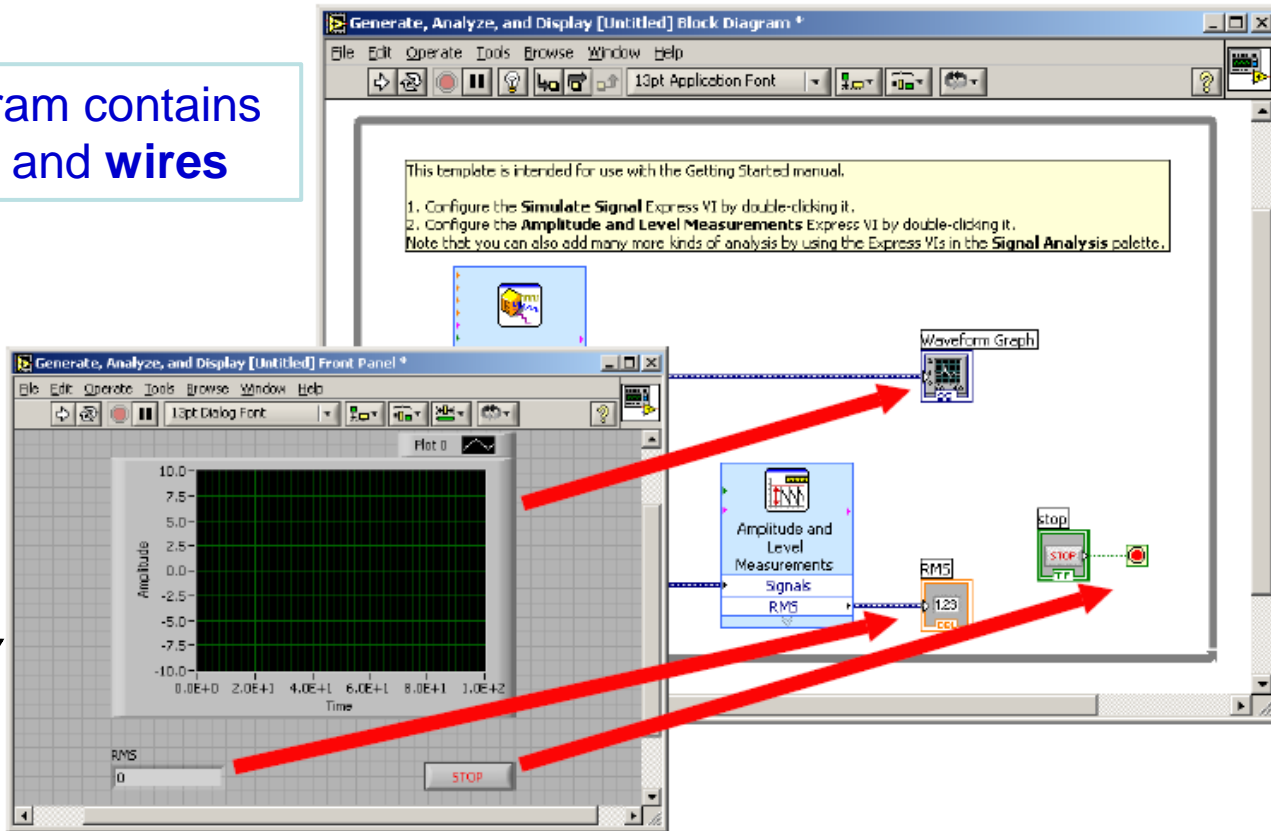 ram contains
and wires
Generate, Analyze, and Display [Untitled] Block Diagram *
File Edit Operate Tools Browse Window Help
13pt Application Font
This template is intended for use with the Getting Started manual.
1. Configure the Simulate Signal Express VI by double-clicking it.
2. Configure the Amplitude and Level Measurements Express VI by double-clicking it.
Note that you can also add many more kinds of analysis by using the Express VIs in the Signal Analysis palette.
Waveform Graph
Amplitude and
Level
Measurements
Signals
RMS
RMS
1.23
DBL
stop
STOP
TF
Generate, Analyze, and Display [Untitled] Front Panel *
File Edit Operate Tools Browse Window Help
13pt Dialog Font
Plot 0
Amplitude
10.0
7.5
5.0
2.5
0.0
-2.5
-5.0
-7.5
-10.0
0.0E+0 2.0E+1 4.0E+1 6.0E+1 8.0E+1 1.0E+2
Time
RMS
0
STOP